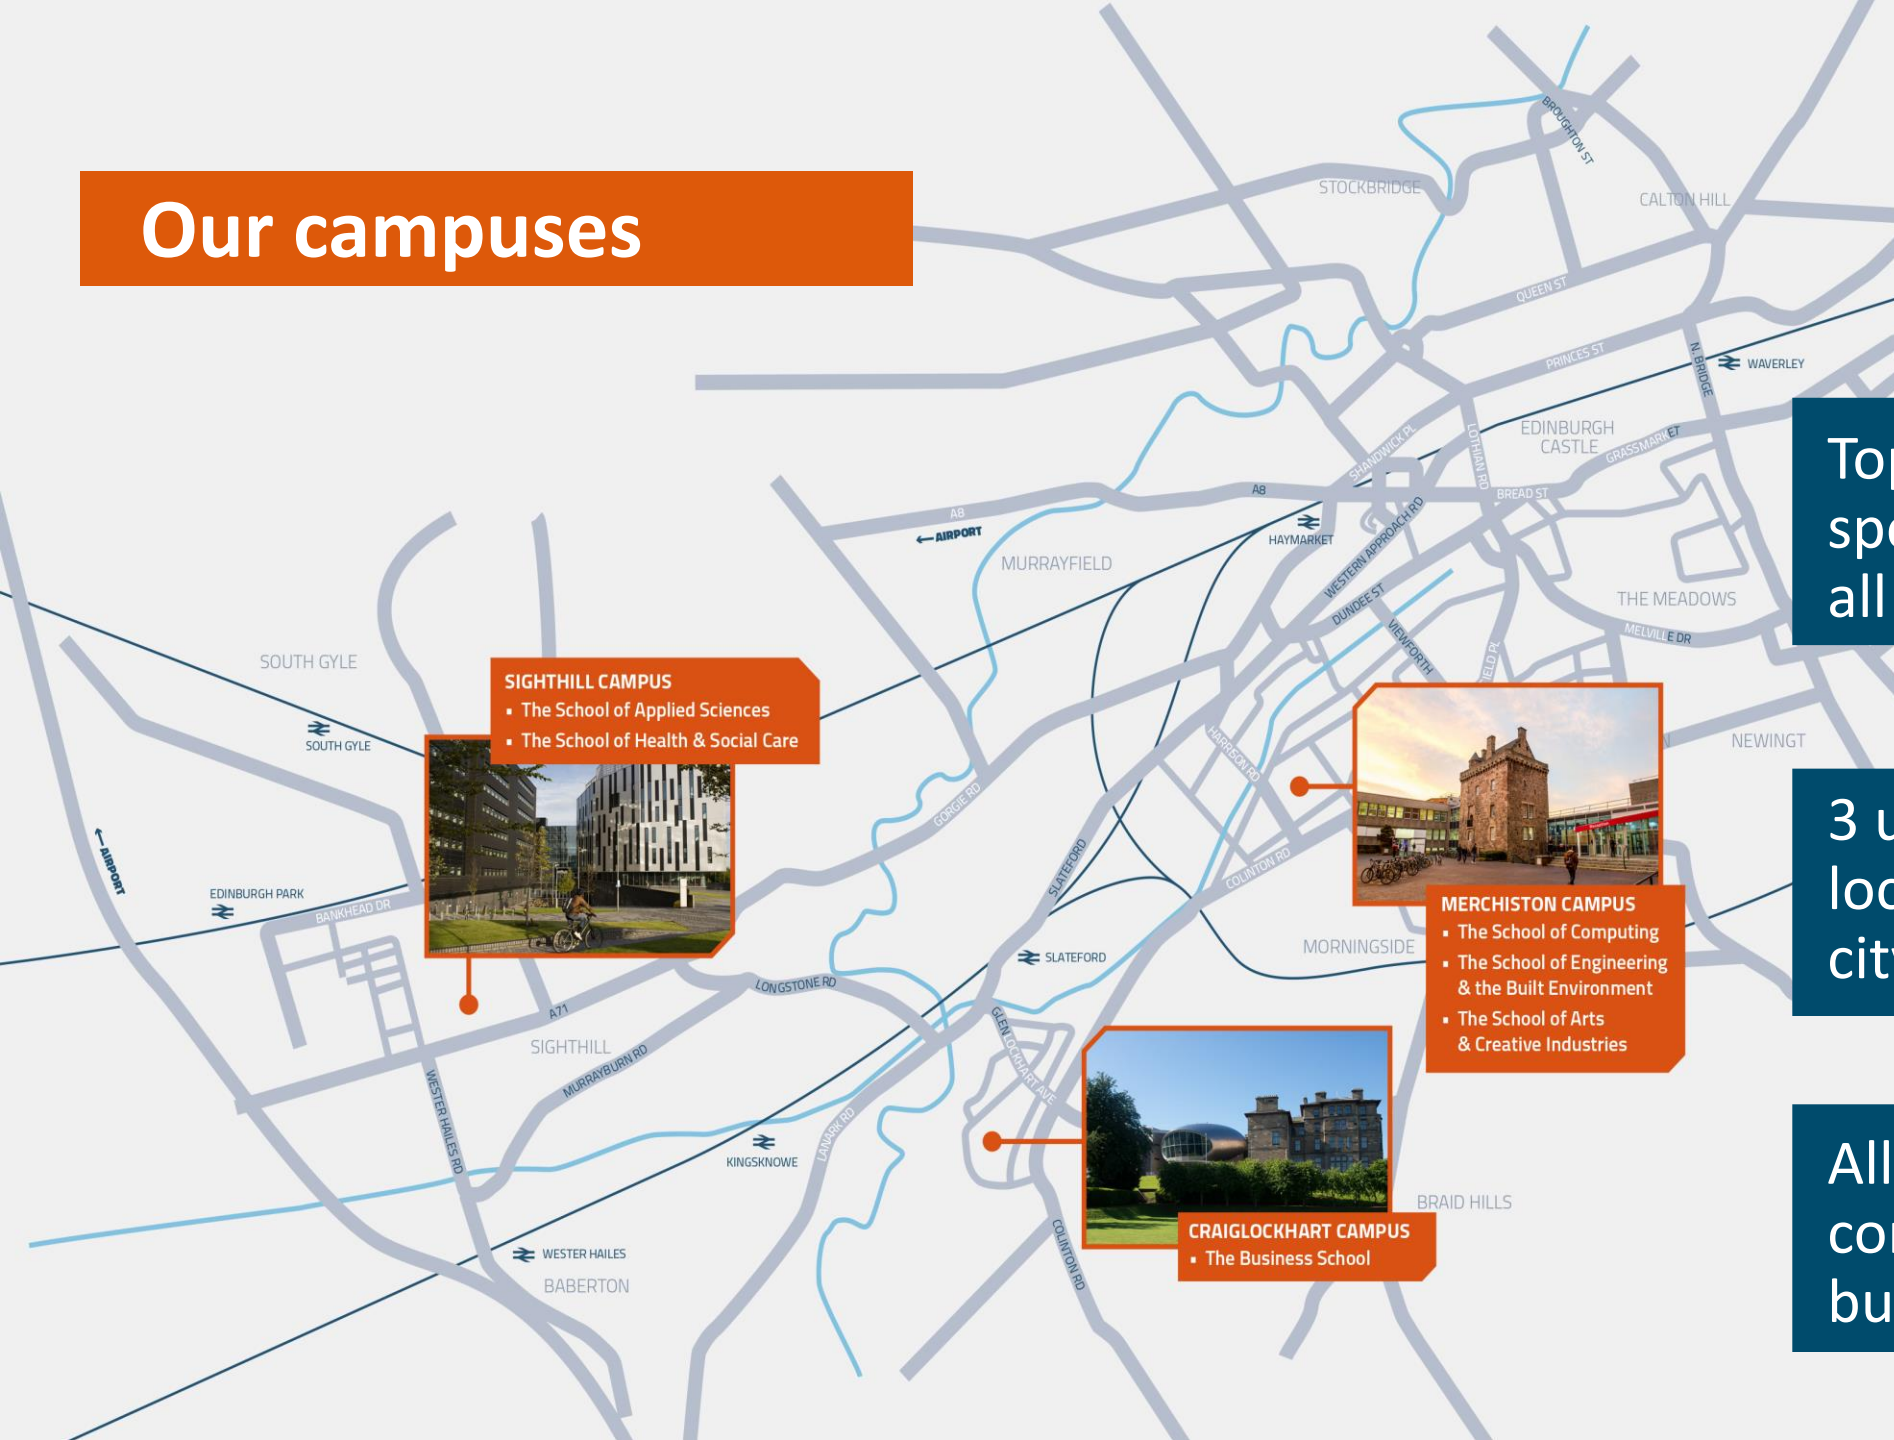 Our campuses
BROUGHTON ST
STOCKBRIDGE
CALTON HILL
QUEEN ST
PRINCES ST
N. BRIDGE
WAVERLEY
EDINBURGH
CASTLE
GRASSMARKET
SHANDWICK PL
LOTHIAN RD
BREAD ST
A8
A8
← AIRPORT
HAYMARKET
WESTERN APPROACH RD
MURRAYFIELD
DUNDEE ST
VIEWFORTH
THE MEADOWS
MELVILLE DR
all
SOUTH GYLE
SOUTH GYLE
SIGHTHILL CAMPUS
▪ The School of Applied Sciences
▪ The School of Health & Social Care
HARRISON RD
NEWINGT
GORGIE RD
3
← AIRPORT
EDINBURGH PARK
BANKHEAD DR
SLATEFORD
COLINTON RD
MERCHISTON CAMPUS
▪ The School of Computing
▪ The School of Engineering
& the Built Environment
▪ The School of Arts
& Creative Industries
MORNINGSIDE
SLATEFORD
LONGSTONE RD
A71
SIGHTHILL
MURRAYBURN RD
GLENLOCKHART AVE
WESTER HAILES RD
LANARK RD
KINGSKNOWE
All
BRAID HILLS
CRAIGLOCKHART CAMPUS
▪ The Business School
COLINTON RD
WESTER HAILES
BABERTON